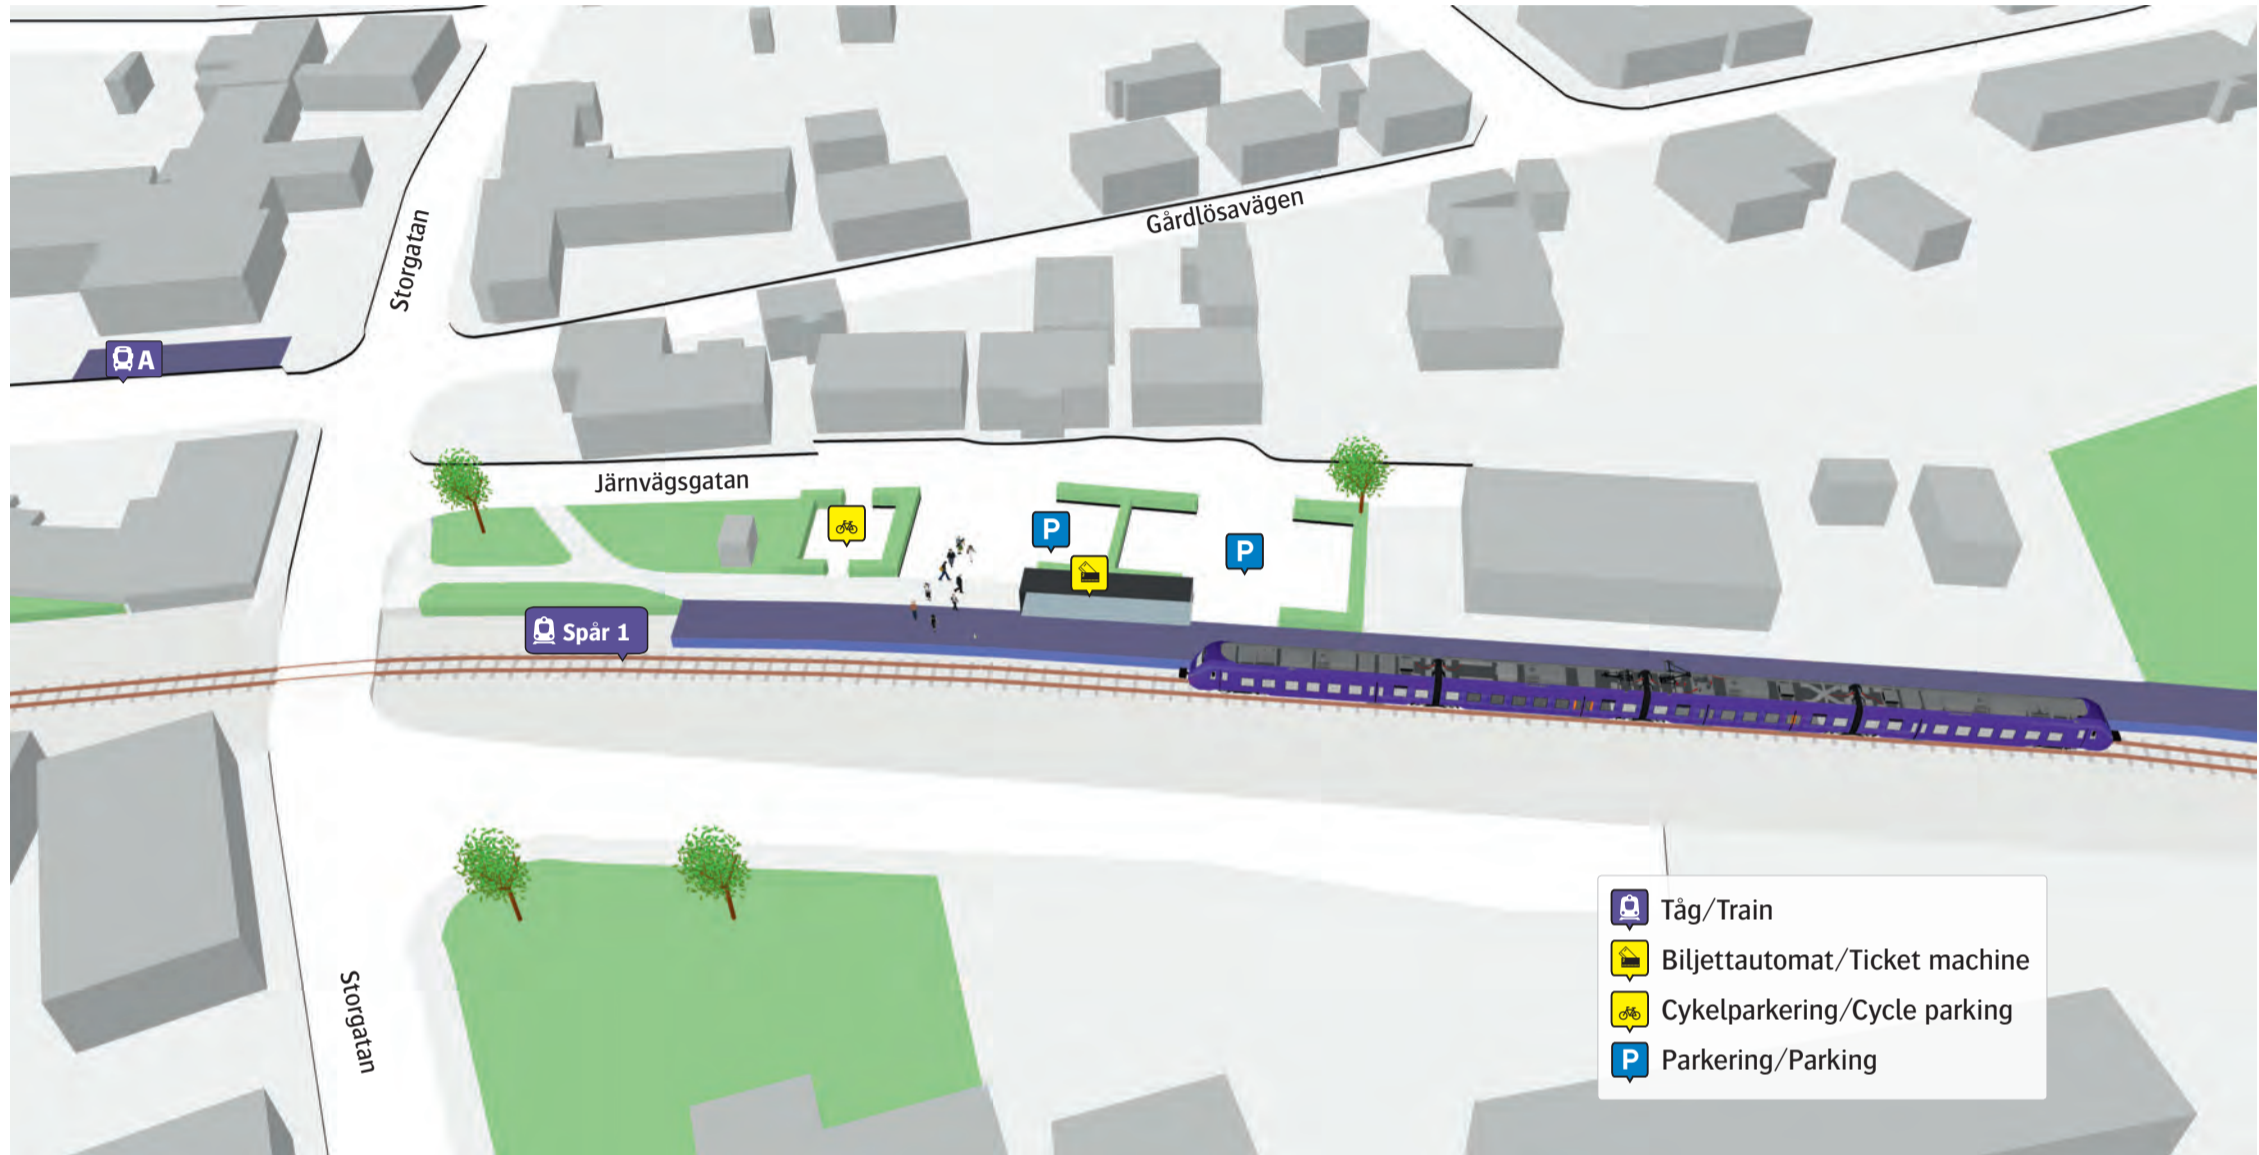 Storgatan
Gårdlösavägen
A
Järnvägsgatan
P
P
Spår 1
Storgatan
Tåg/Train
Biljettautomat/Ticket machine
Cykelparkering/Cycle parking
P Parkering/Parking